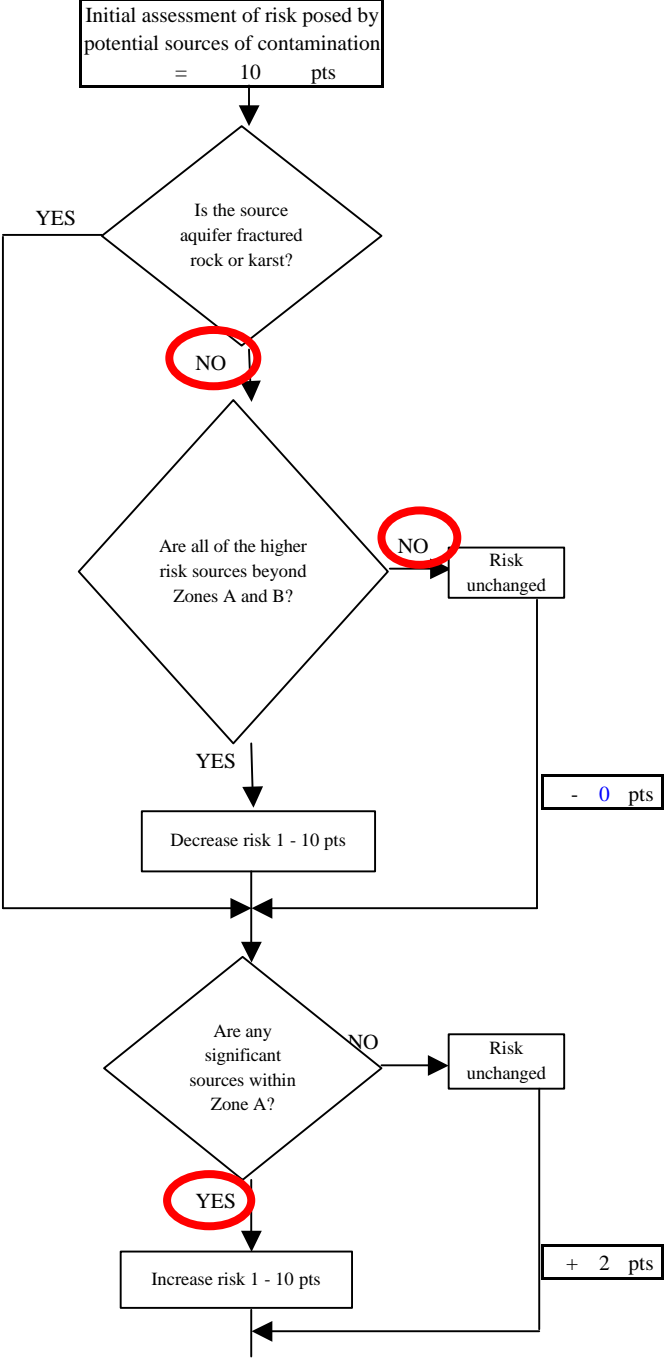 Initial assessment of risk posed by
potential sources of contamination
= 10 pts
Is the source
aquifer fractured
rock or karst?
YES
NO
Are all of the higher
risk sources beyond
Zones A and B?
NO
Risk
unchanged
YES
- 0 pts
Decrease risk 1 - 10 pts
Are any
significant
sources within
Zone A?
NO
Risk
unchanged
YES
+ 2 pts
Increase risk 1 - 10 pts